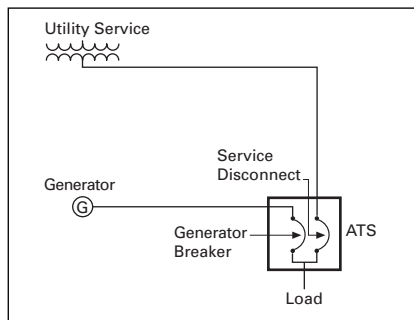 Utility Service
Service
Disconnect
Generator
G
Generator
Breaker
ATS
Load